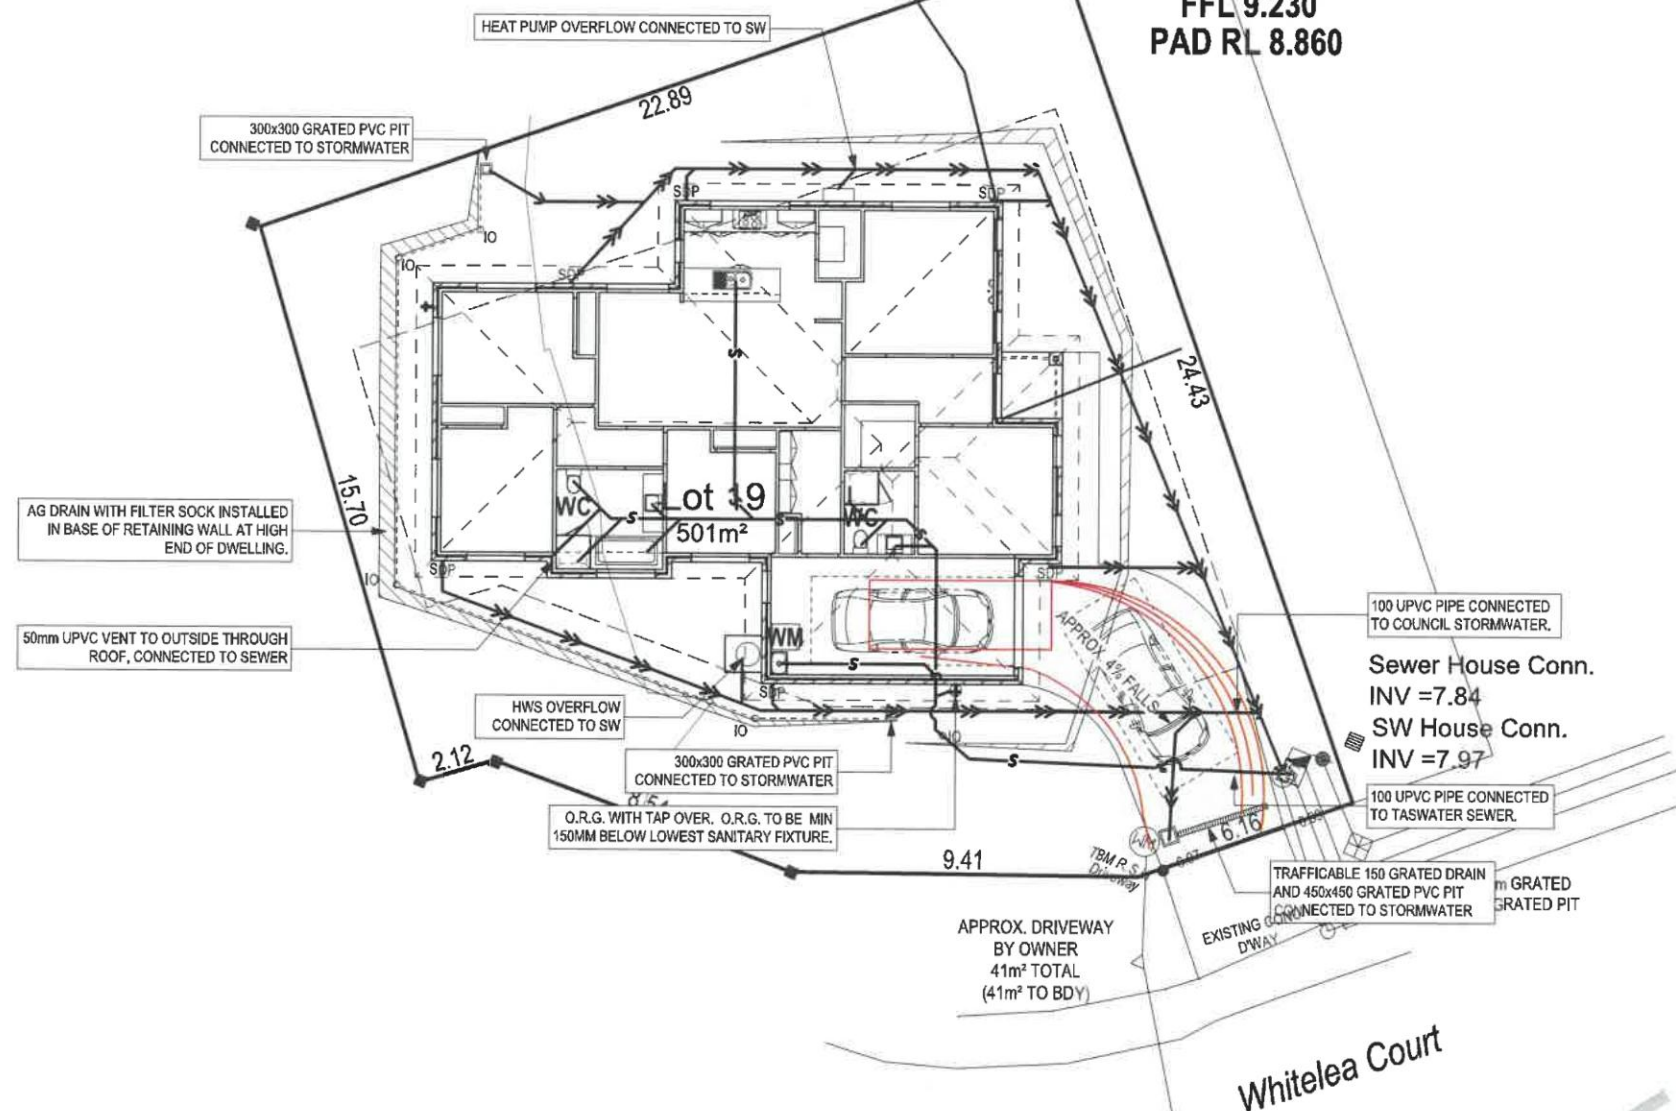 FFL 9.230
PAD RL 8.860
HEAT PUMP OVERFLOW CONNECTED TO SW
22.89
300x300 GRATED PVC PIT
CONNECTED TO STORMWATER
SDP
SDP
IO
IO
SDP
24.43
15.70
AG DRAIN WITH FILTER SOCK INSTALLED
IN BASE OF RETAINING WALL AT HIGH
END OF DWELLING.
S
WC
Lot 19
501m²
WC
S
S
S
S
IO
SDP
SDP
50mm UPVC VENT TO OUTSIDE THROUGH
ROOF, CONNECTED TO SEWER
WM
S
APPROX. 4% FALLS
100 UPVC PIPE CONNECTED
TO COUNCIL STORMWATER.
Sewer House Conn.
INV =7.84
SW House Conn.
INV =7.97
HWS OVERFLOW
CONNECTED TO SW
SDP
IO
IO
300x300 GRATED PVC PIT
CONNECTED TO STORMWATER
2.12
S
100 UPVC PIPE CONNECTED
TO TASWATER SEWER.
O.R.G. WITH TAP OVER. O.R.G. TO BE MIN
150MM BELOW LOWEST SANITARY FIXTURE.
9.41
6.16
TBM R.S.
Driveway
TRAFFICABLE 150 GRATED DRAIN
AND 450x450 GRATED PVC PIT
CONNECTED TO STORMWATER
m GRATED
GRATED PIT
EXISTING CONC
D'WAY
APPROX. DRIVEWAY
BY OWNER
41m² TOTAL
(41m² TO BDY)
Whitelea Court